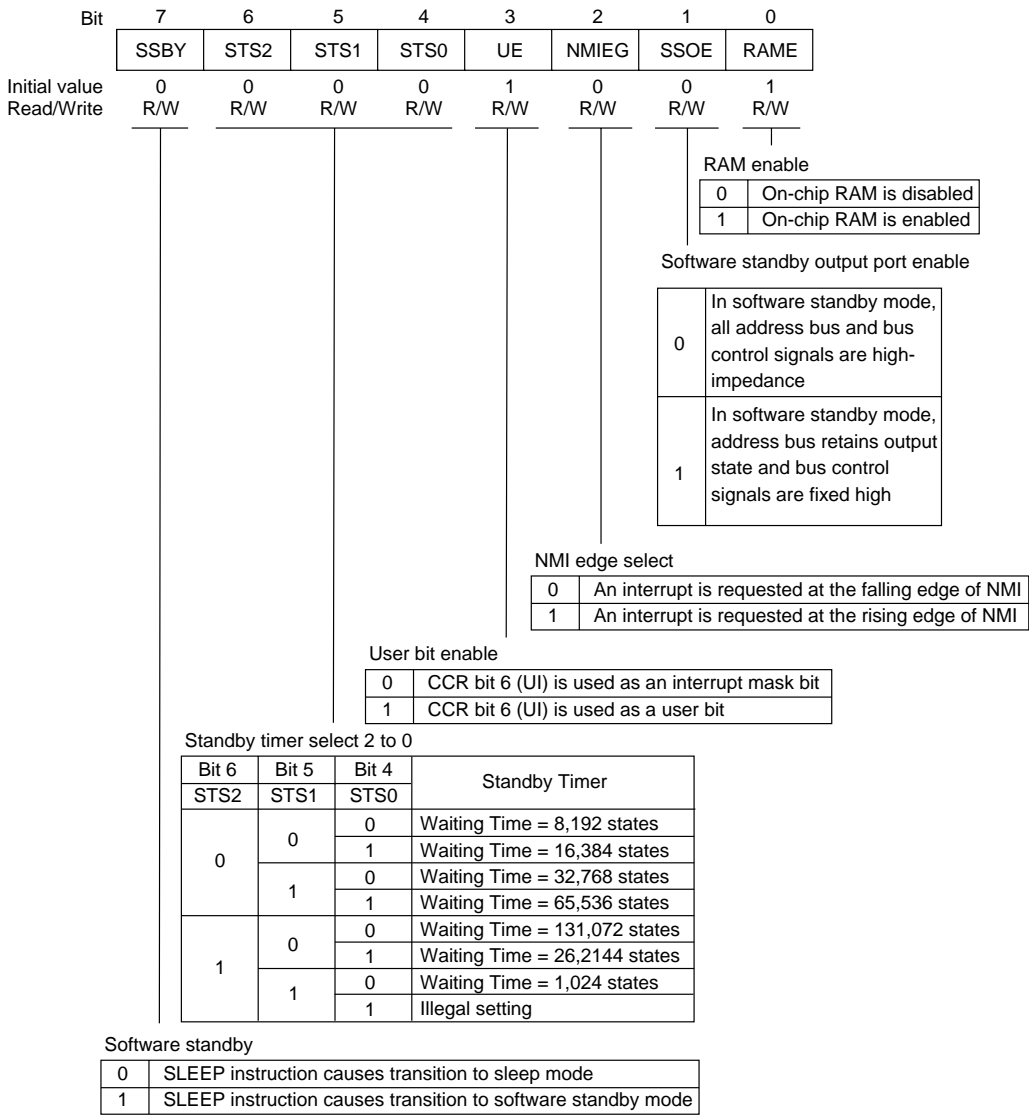 Bit 7 6 5 4 3 2 1 0
SSBY STS2 STS1 STS0 UE NMIEG SSOE RAME
Initial value 0 0 0 0 1 0 0 1
Read/Write R/W R/W R/W R/W R/W R/W R/W R/W
RAM enable
0 On-chip RAM is disabled
1 On-chip RAM is enabled
Software standby output port enable
0 In software standby mode,
all address bus and bus
control signals are high-
impedance
1 In software standby mode,
address bus retains output
state and bus control
signals are fixed high
NMI edge select
0 An interrupt is requested at the falling edge of NMI
1 An interrupt is requested at the rising edge of NMI
User bit enable
0 CCR bit 6 (UI) is used as an interrupt mask bit
1 CCR bit 6 (UI) is used as a user bit
Standby timer select 2 to 0
Bit 6 Bit 5 Bit 4 Standby Timer
STS2 STS1 STS0
0 0 0 Waiting Time = 8,192 states
1 Waiting Time = 16,384 states
1 0 Waiting Time = 32,768 states
1 Waiting Time = 65,536 states
1 0 0 Waiting Time = 131,072 states
1 Waiting Time = 26,2144 states
1 0 Waiting Time = 1,024 states
1 Illegal setting
Software standby
0 SLEEP instruction causes transition to sleep mode
1 SLEEP instruction causes transition to software standby mode